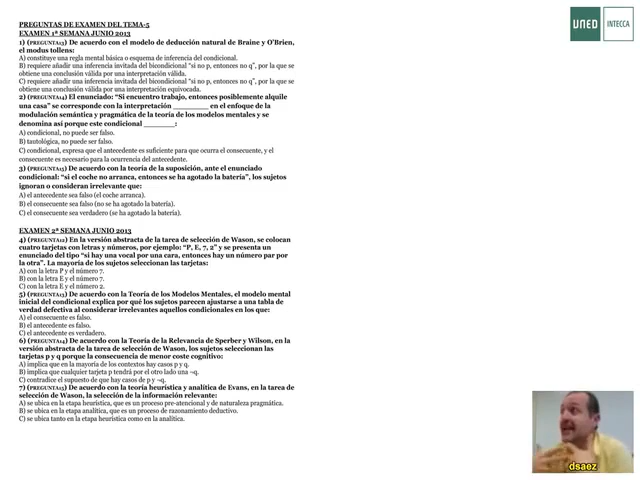 PREGUNTAS DE EXAMEN DEL TEMA-5
EXAMEN 1ª SEMANA JUNIO 2013
1) (PREGUNTA13) De acuerdo con el modelo de deducción natural de Braine y O'Brien,
el modus tollens:
A) constituye una regla mental básica o esquema de inferencia del condicional.
B) requiere añadir una inferencia invitada del bicondicional "si no p, entonces no q", por la que se
obtiene una conclusión válida por una interpretación válida.
C) requiere añadir una inferencia invitada del bicondicional "si no p, entonces no q", por la que se
obtiene una conclusión válida por una interpretación equivocada.
2) (PREGUNTA14) El enunciado: "Si encuentro trabajo, entonces posiblemente alquile
una casa" se corresponde con la interpretación ________ en el enfoque de la
modulación semántica y pragmática de la teoría de los modelos mentales y se
denomina así porque este condicional _______:
A) condicional, no puede ser falso.
B) tautológica, no puede ser falso.
C) condicional, expresa que el antecedente es suficiente para que ocurra el consecuente, y el
consecuente es necesario para la ocurrencia del antecedente.
3) (PREGUNTA15) De acuerdo con la teoría de la suposición, ante el enunciado
condicional: "si el coche no arranca, entonces se ha agotado la batería", los sujetos
ignoran o consideran irrelevante que:
A) el antecedente sea falso (el coche arranca).
B) el consecuente sea falso (no se ha agotado la batería).
C) el consecuente sea verdadero (se ha agotado la batería).
EXAMEN 2ª SEMANA JUNIO 2013
4) (PREGUNTA12) En la versión abstracta de la tarea de selección de Wason, se colocan
cuatro tarjetas con letras y números, por ejemplo: "P, E, 7, 2" y se presenta un
enunciado del tipo "si hay una vocal por una cara, entonces hay un número par por
la otra". La mayoría de los sujetos seleccionan las tarjetas:
A) con la letra P y el número 7.
B) con la letra E y el número 7.
C) con la letra E y el número 2.
5) (PREGUNTA13) De acuerdo con la Teoría de los Modelos Mentales, el modelo mental
inicial del condicional explica por qué los sujetos parecen ajustarse a una tabla de
verdad defectiva al considerar irrelevantes aquellos condicionales en los que:
A) el consecuente es falso.
B) el antecedente es falso.
C) el antecedente es verdadero.
6) (PREGUNTA14) De acuerdo con la Teoría de la Relevancia de Sperber y Wilson, en la
versión abstracta de la tarea de selección de Wason, los sujetos seleccionan las
tarjetas p y q porque la consecuencia de menor coste cognitivo:
A) implica que en la mayoría de los contextos hay casos p y q.
B) implica que cualquier tarjeta p tendrá por el otro lado una ¬q.
C) contradice el supuesto de que hay casos de p y ¬q.
7) (PREGUNTA15) De acuerdo con la teoría heurística y analítica de Evans, en la tarea de
selección de Wason, la selección de la información relevante:
A) se ubica en la etapa heurística, que es un proceso pre-atencional y de naturaleza pragmática.
B) se ubica en la etapa analítica, que es un proceso de razonamiento deductivo.
C) se ubica tanto en la etapa heurística como en la analítica.
UNED
INTECCA
dsaez